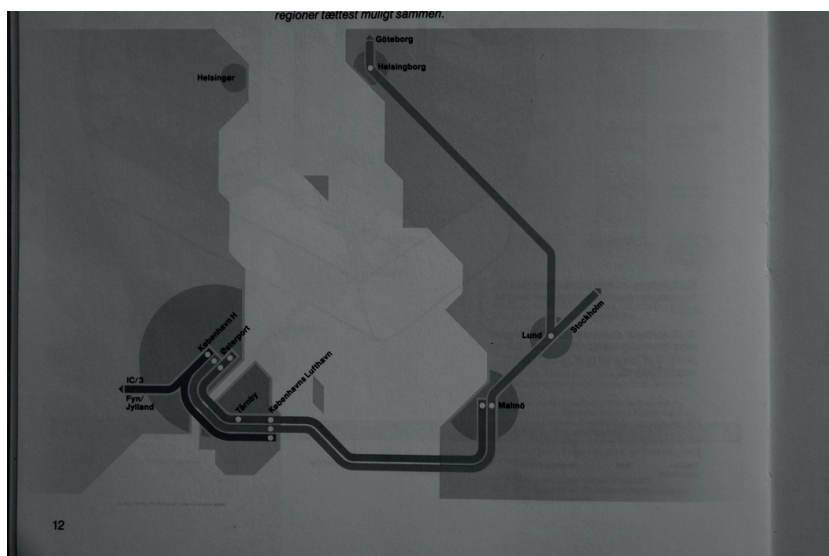 regioner tættest muligt sammen.
Göteborg
Helsingør
Helsingborg
København H
Østerport
Lund
Stockholm
IC/3
Fyn/
Jylland
Tårnby
Københavns Lufthavn
Malmö
12